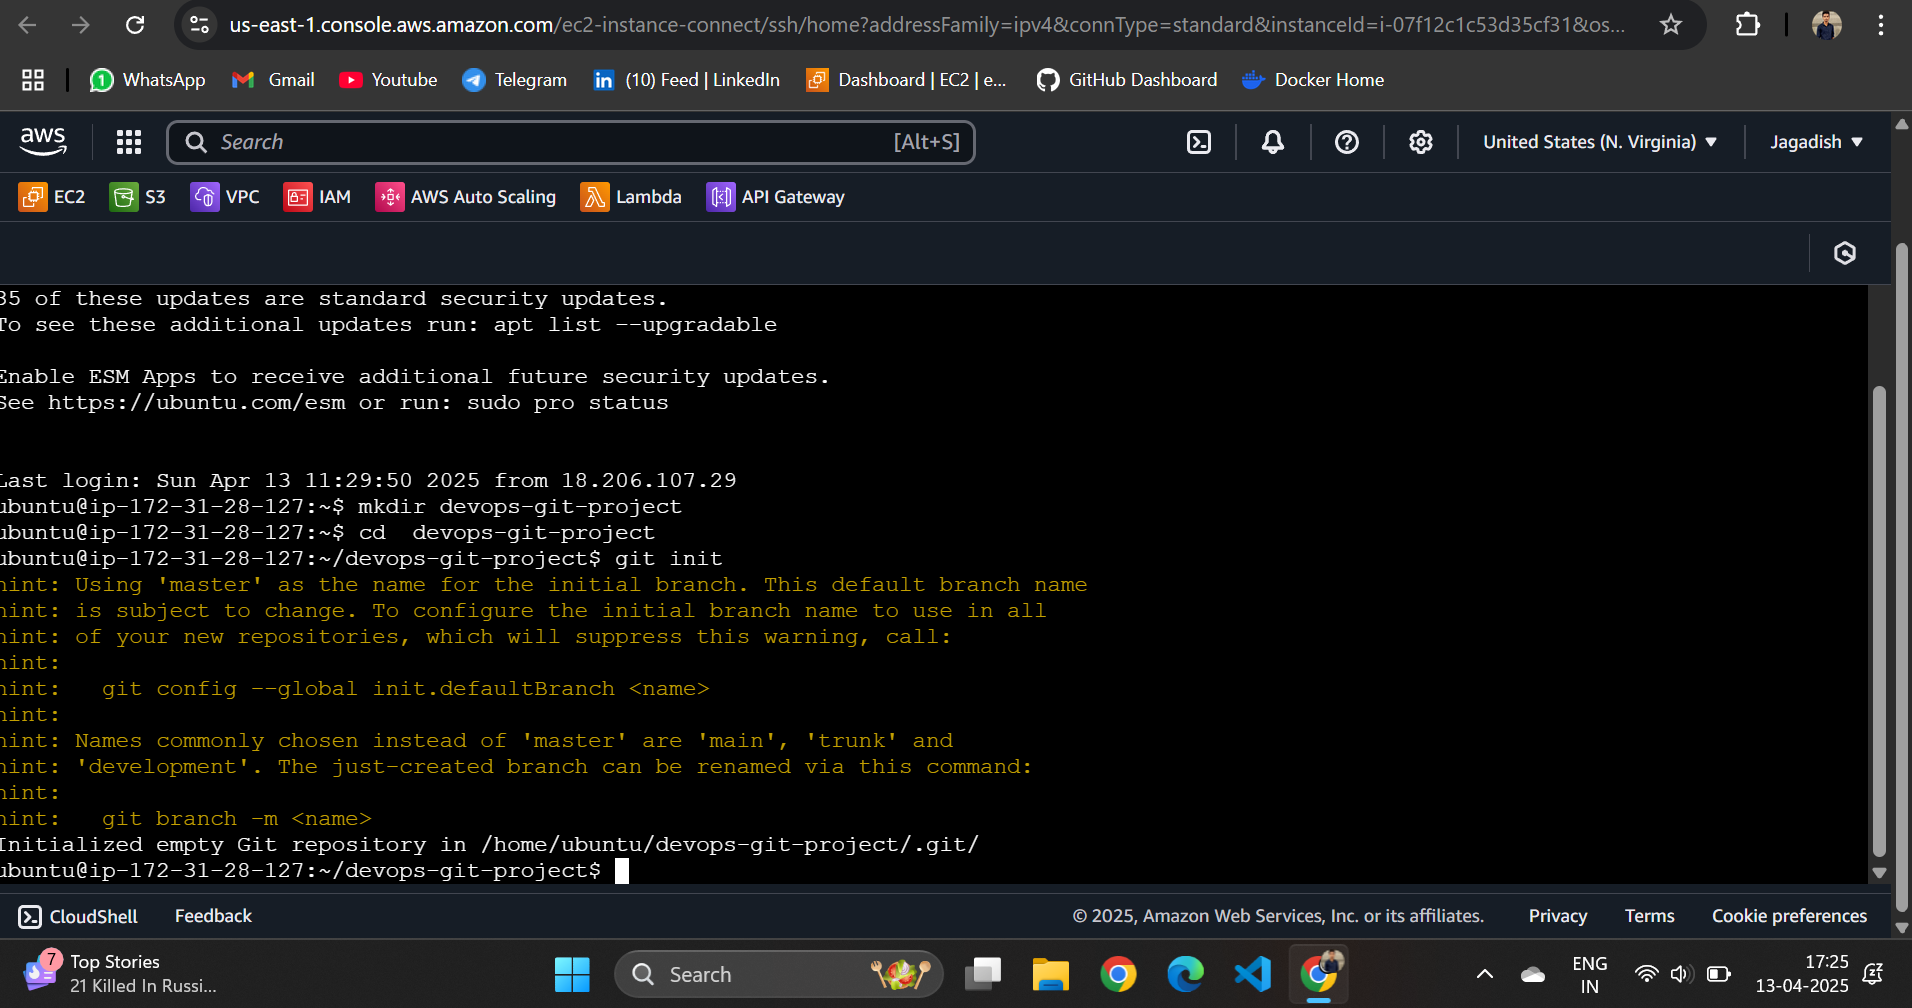 us-east-1.console.aws.amazon.com/ec2-instance-connect/ssh/home?addressFamily=ipv4&connType=standard&instanceId=i-07f12c1c53d35cf31&os...
WhatsApp Gmail Youtube Telegram (10) Feed | LinkedIn Dashboard | EC2 | e... GitHub Dashboard Docker Home
aws Search [Alt+S] United States (N. Virginia) Jagadish
EC2 S3 VPC IAM AWS Auto Scaling Lambda API Gateway
35 of these updates are standard security updates.
To see these additional updates run: apt list --upgradable
Enable ESM Apps to receive additional future security updates.
See https://ubuntu.com/esm or run: sudo pro status
Last login: Sun Apr 13 11:29:50 2025 from 18.206.107.29
ubuntu@ip-172-31-28-127:~$ mkdir devops-git-project
ubuntu@ip-172-31-28-127:~$ cd  devops-git-project
ubuntu@ip-172-31-28-127:~/devops-git-project$ git init
hint: Using 'master' as the name for the initial branch. This default branch name
hint: is subject to change. To configure the initial branch name to use in all
hint: of your new repositories, which will suppress this warning, call:
hint:
hint:   git config --global init.defaultBranch <name>
hint:
hint: Names commonly chosen instead of 'master' are 'main', 'trunk' and
hint: 'development'. The just-created branch can be renamed via this command:
hint:
hint:   git branch -m <name>
Initialized empty Git repository in /home/ubuntu/devops-git-project/.git/
ubuntu@ip-172-31-28-127:~/devops-git-project$
CloudShell Feedback © 2025, Amazon Web Services, Inc. or its affiliates. Privacy Terms Cookie preferences
7 Top Stories
21 Killed In Russi...
Search
ENG
IN
17:25
13-04-2025